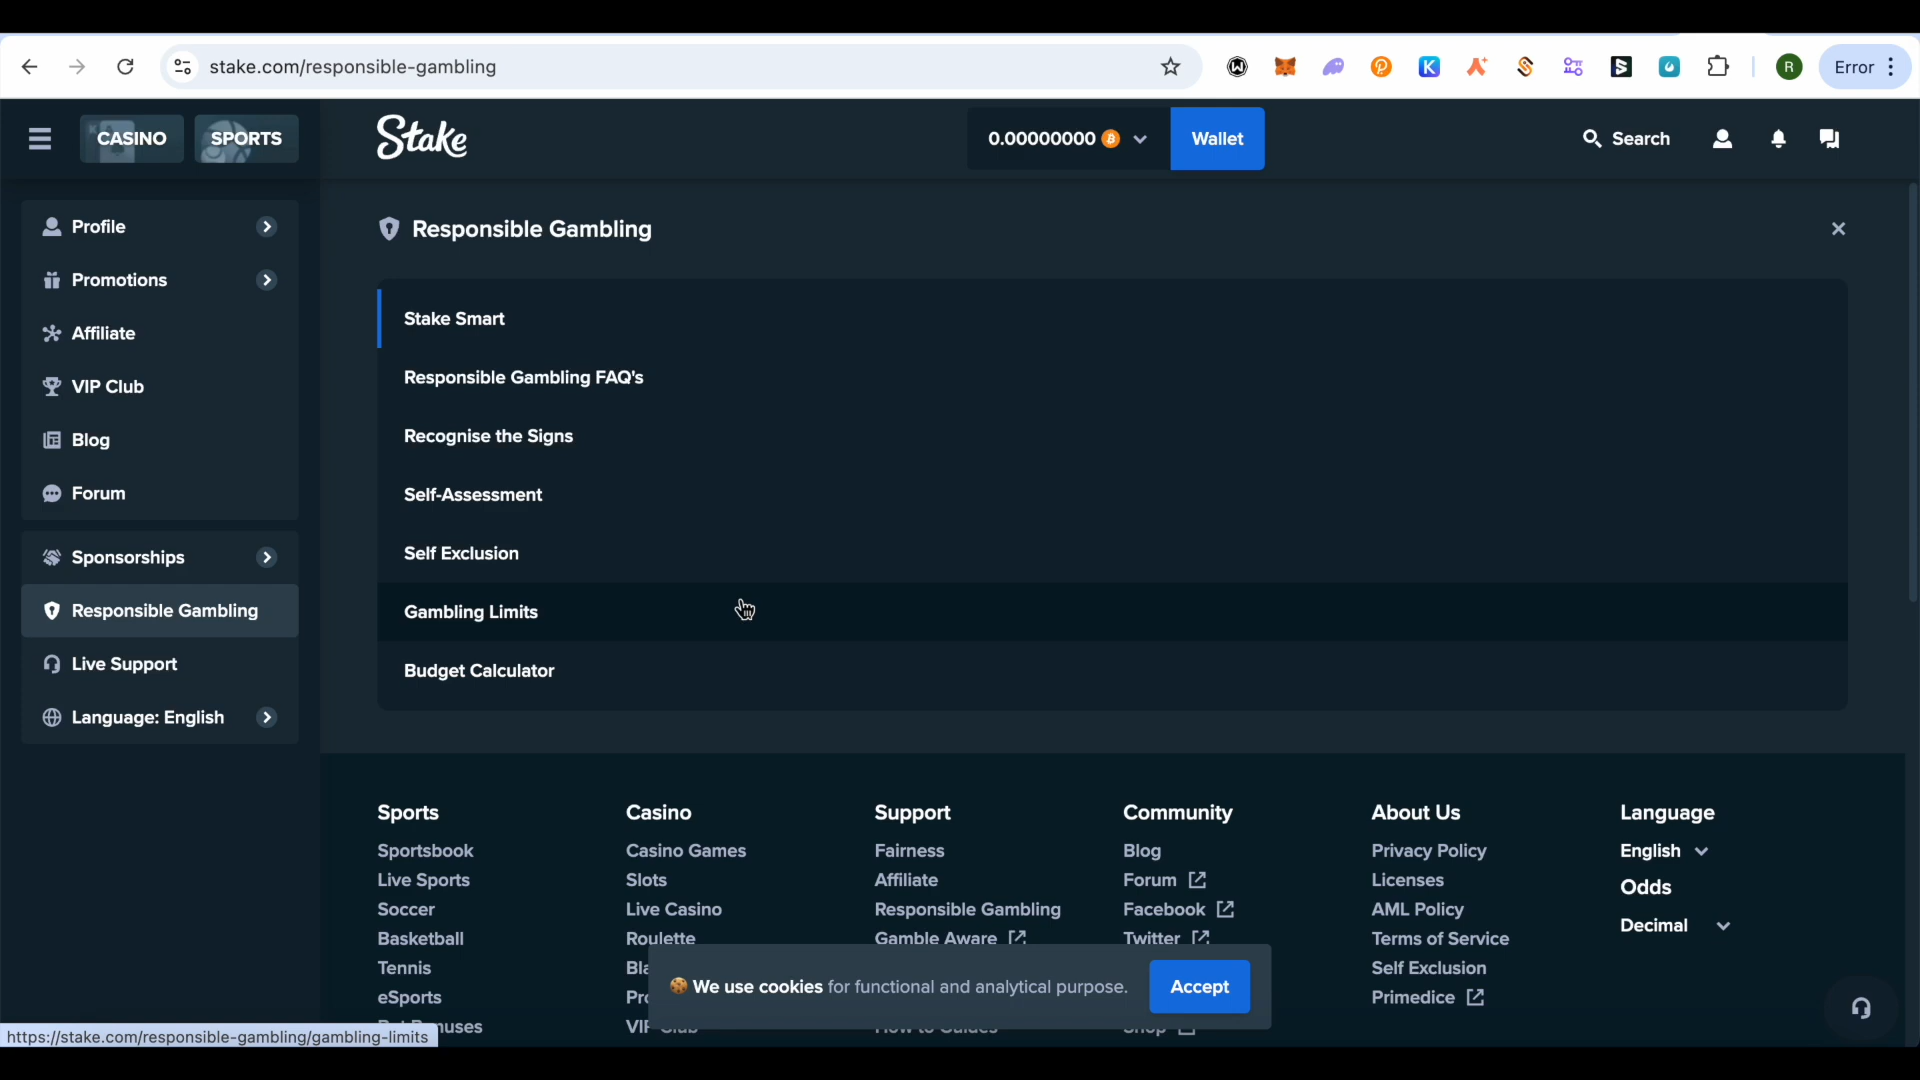 stake.com/responsible-gambling
R
Error
CASINO
SPORTS
Stake
0.00000000
Wallet
Search
Profile
Promotions
Affiliate
VIP Club
Blog
Forum
Sponsorships
Responsible Gambling
Live Support
Language: English
Responsible Gambling
Stake Smart
Responsible Gambling FAQ's
Recognise the Signs
Self-Assessment
Self Exclusion
Gambling Limits
Budget Calculator
Sports
Sportsbook
Live Sports
Soccer
Basketball
Tennis
eSports
Casino
Casino Games
Slots
Live Casino
Roulette
Support
Fairness
Affiliate
Responsible Gambling
Gamble Aware
Community
Blog
Forum
Facebook
Twitter
About Us
Privacy Policy
Licenses
AML Policy
Terms of Service
Self Exclusion
Primedice
Language
English
Odds
Decimal
We use cookies for functional and analytical purpose.
Accept
https://stake.com/responsible-gambling/gambling-limits